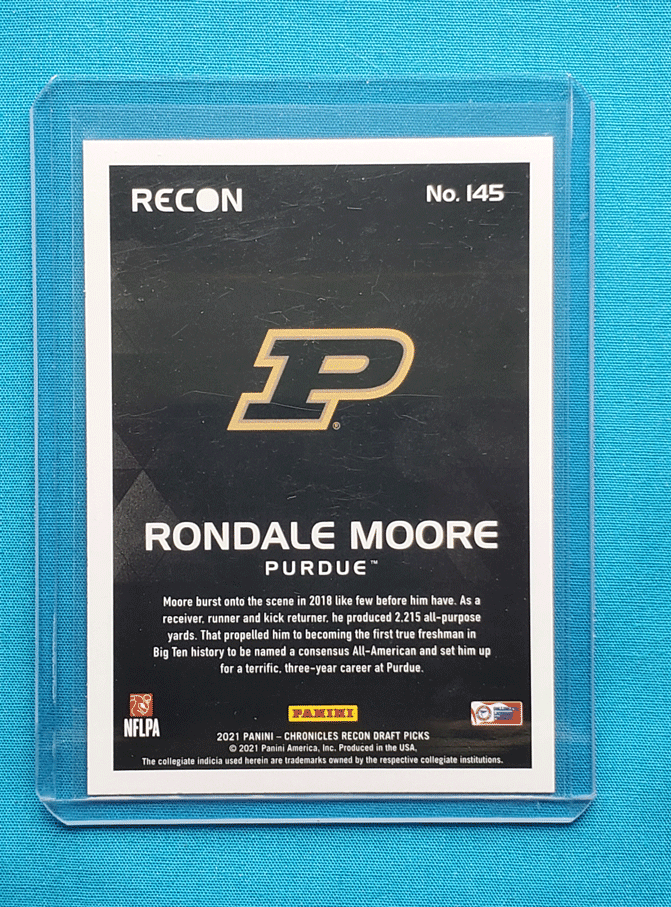 RECON
No. 145
P
®
RONDALE MOORE
PURDUE™
Moore burst onto the scene in 2018 like few before him have. As a
receiver, runner and kick returner, he produced 2,215 all-purpose
yards. That propelled him to becoming the first true freshman in
Big Ten history to be named a consensus All-American and set him up
for a terrific, three-year career at Purdue.
NFLPA
PANINI
2021 PANINI – CHRONICLES RECON DRAFT PICKS
© 2021 Panini America, Inc. Produced in the USA.
The collegiate indicia used herein are trademarks owned by the respective collegiate institutions.